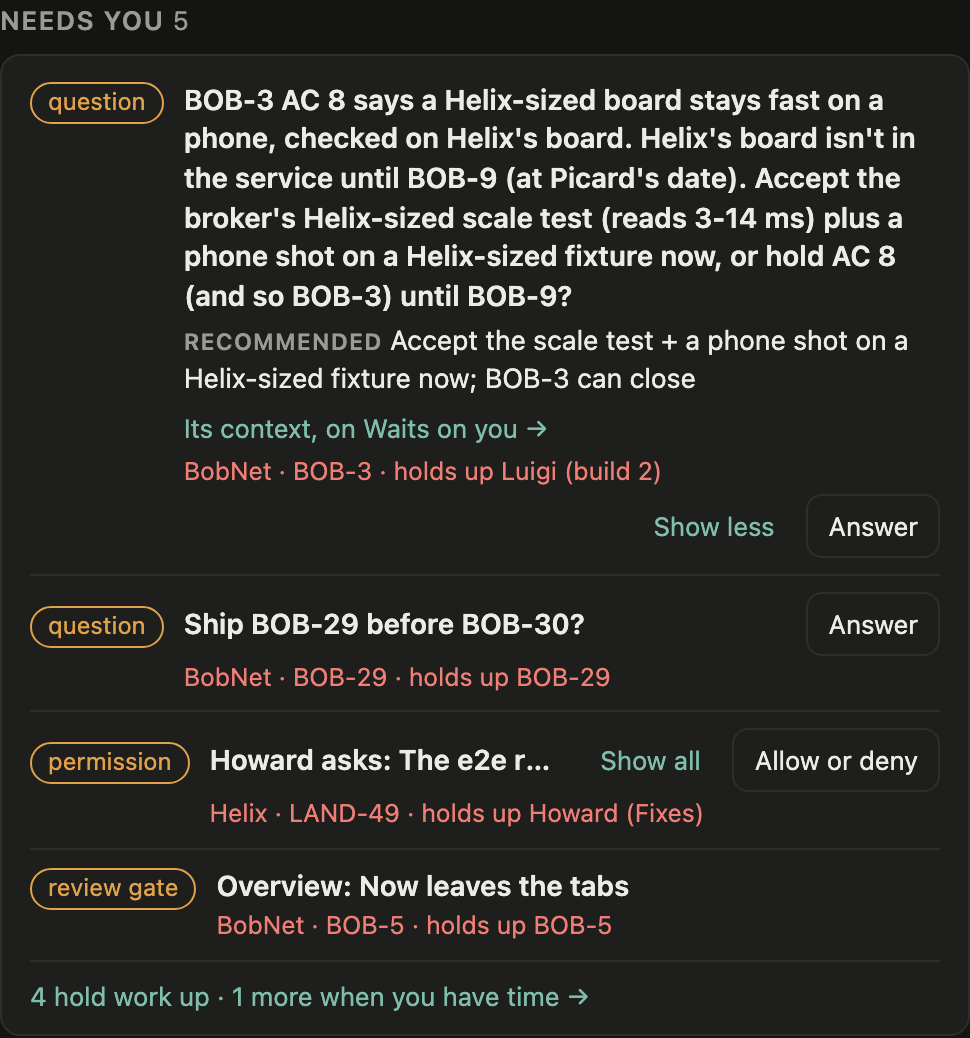 NEEDS YOU 5
question
BOB-3 AC 8 says a Helix-sized board stays fast on a
phone, checked on Helix's board. Helix's board isn't in
the service until BOB-9 (at Picard's date). Accept the
broker's Helix-sized scale test (reads 3-14 ms) plus a
phone shot on a Helix-sized fixture now, or hold AC 8
(and so BOB-3) until BOB-9?
RECOMMENDED Accept the scale test + a phone shot on a
Helix-sized fixture now; BOB-3 can close
Its context, on Waits on you →
BobNet · BOB-3 · holds up Luigi (build 2)
Show less Answer
question Ship BOB-29 before BOB-30? Answer
BobNet · BOB-29 · holds up BOB-29
permission Howard asks: The e2e r... Show all Allow or deny
Helix · LAND-49 · holds up Howard (Fixes)
review gate Overview: Now leaves the tabs
BobNet · BOB-5 · holds up BOB-5
4 hold work up · 1 more when you have time →